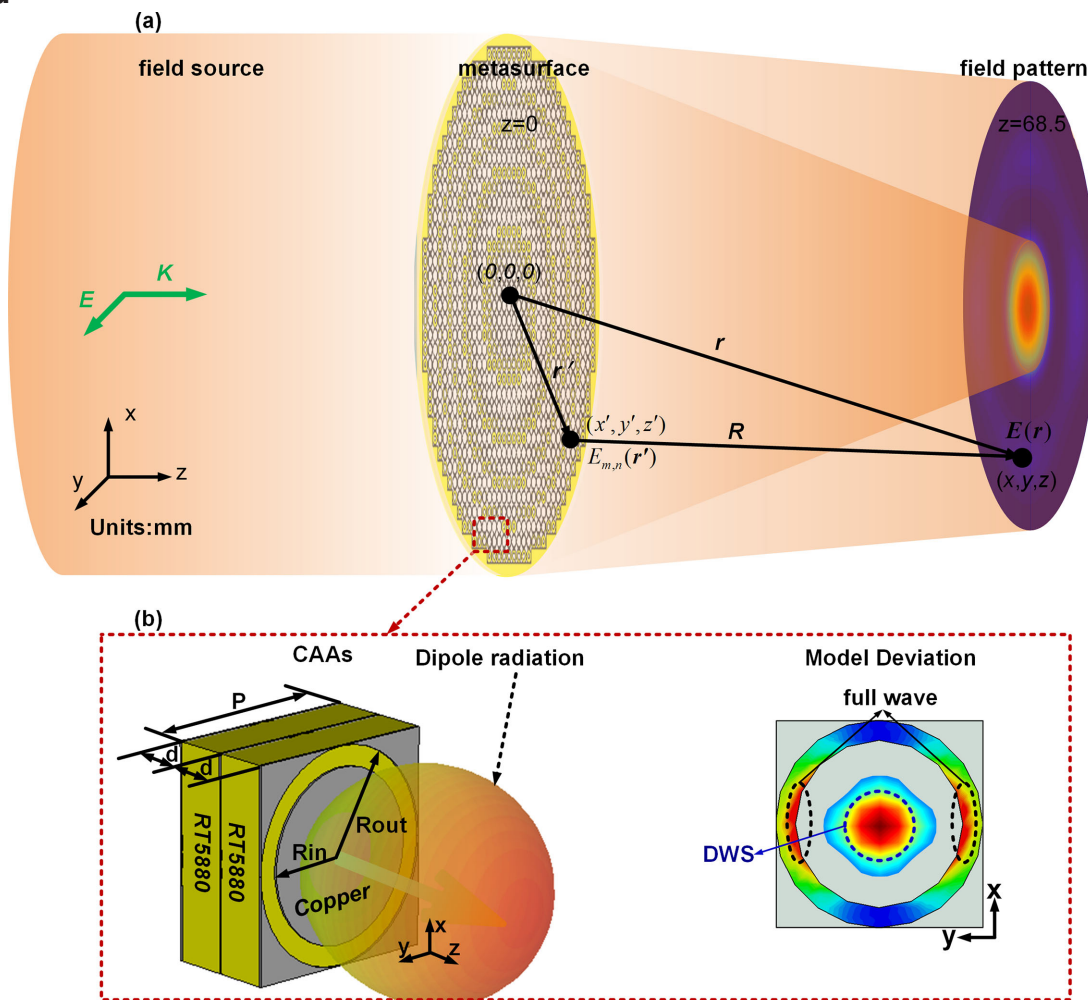 (a)
field source
metasurface
field pattern
z=0
z=68.5
(0,0,0)
K
E
r
r′
(x′, y′, z′)
R
E(r)
E_{m,n}(r′)
(x,y,z)
x
y
z
Units:mm
(b)
CAAs
Dipole radiation
Model Deviation
P
full wave
d
d
RT5880
RT5880
Rout
Rin
Copper
DWS
x
y
z
x
y